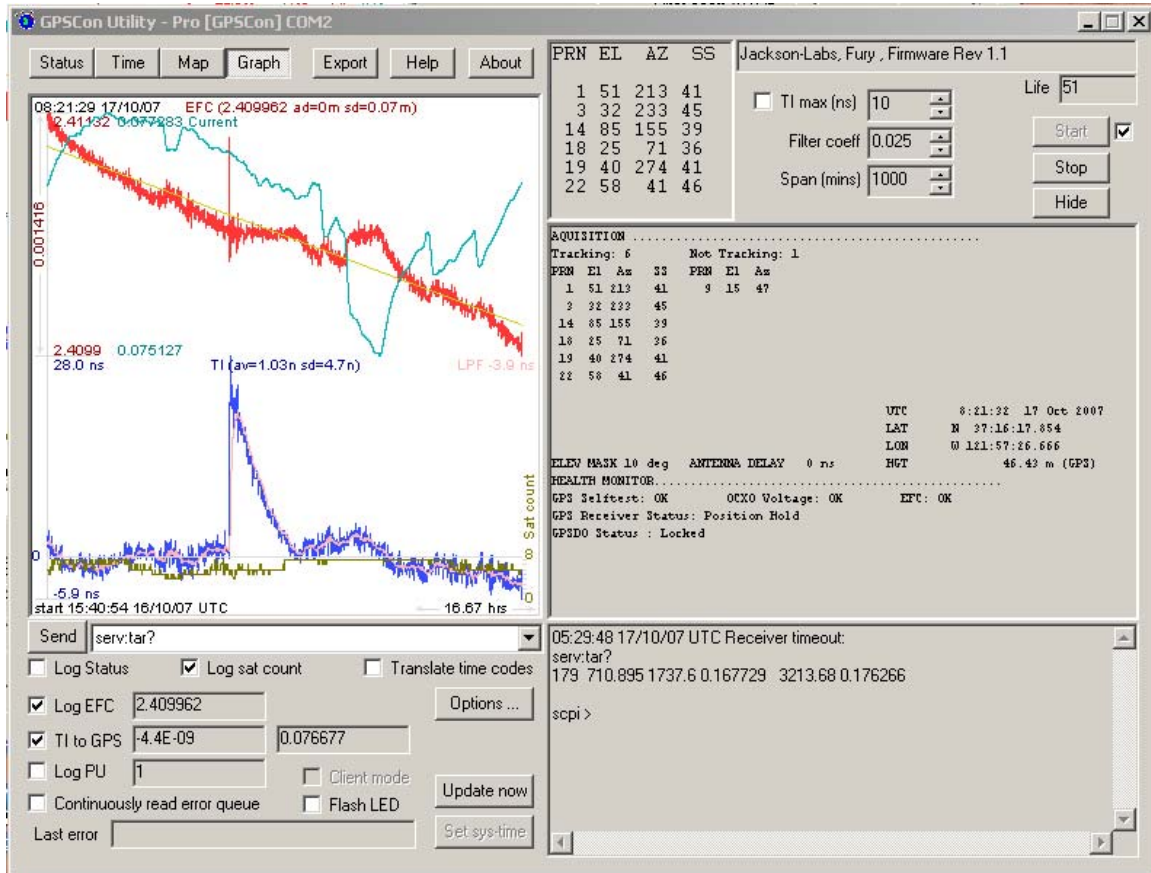 GPSCon Utility - Pro [GPSCon] COM2
Status Time Map Graph Export Help About
08:21:29 17/10/07 EFC (2.409962 ad=0m sd=0.07m)
2.41132 0.077283 Current
0.001416
2.4099 0.075127
28.0 ns TI (av=1.03n sd=4.7n) LPF -3.9 ns
Sat count
0 8
-5.9 ns 0
start 15:40:54 16/10/07 UTC 16.67 hrs
PRN EL AZ SS
1 51 213 41
3 32 233 45
14 85 155 39
18 25 71 36
19 40 274 41
22 58 41 46
Jackson-Labs, Fury , Firmware Rev 1.1
Life 51
TI max (ns) 10
Start
Filter coeff 0.025
Stop
Span (mins) 1000
Hide
AQUISITION ................................................
Tracking: 6 Not Tracking: 1
PRN El Az SS PRN El Az
1 51 213 41 9 15 47
3 32 233 45
14 85 155 39
18 25 71 36
19 40 274 41
22 58 41 46
UTC 8:21:32 17 Oct 2007
LAT N 37:16:17.854
LON W 121:57:26.666
ELEV MASK 10 deg ANTENNA DELAY 0 ns HGT 46.43 m (GPS)
HEALTH MONITOR.................................................
GPS Selftest: OK OCXO Voltage: OK EFC: OK
GPS Receiver Status: Position Hold
GPSDO Status : Locked
Send serv:tar?
Log Status Log sat count Translate time codes
Log EFC 2.409962 Options ...
TI to GPS -4.4E-09 0.076677
Log PU 1 Client mode
Update now
Continuously read error queue Flash LED
Last error Set sys-time
05:29:48 17/10/07 UTC Receiver timeout:
serv:tar?
179 710.895 1737.6 0.167729 3213.68 0.176266
scpi >